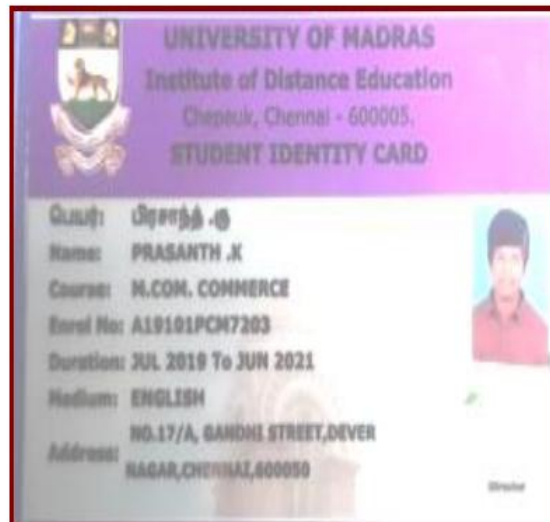 UNIVERSITY OF MADRAS
Institute of Distance Education
Chepauk, Chennai - 600005.
STUDENT IDENTITY CARD
பெயர்: பிரசாந்த் .கு
Name: PRASANTH .K
Course: M.COM. COMMERCE
Enrol No: A19101PCM7203
Duration: JUL 2019 To JUN 2021
Medium: ENGLISH
Address: NO.17/A, GANDHI STREET,DEVER
NAGAR,CHENNAI,600050
Director